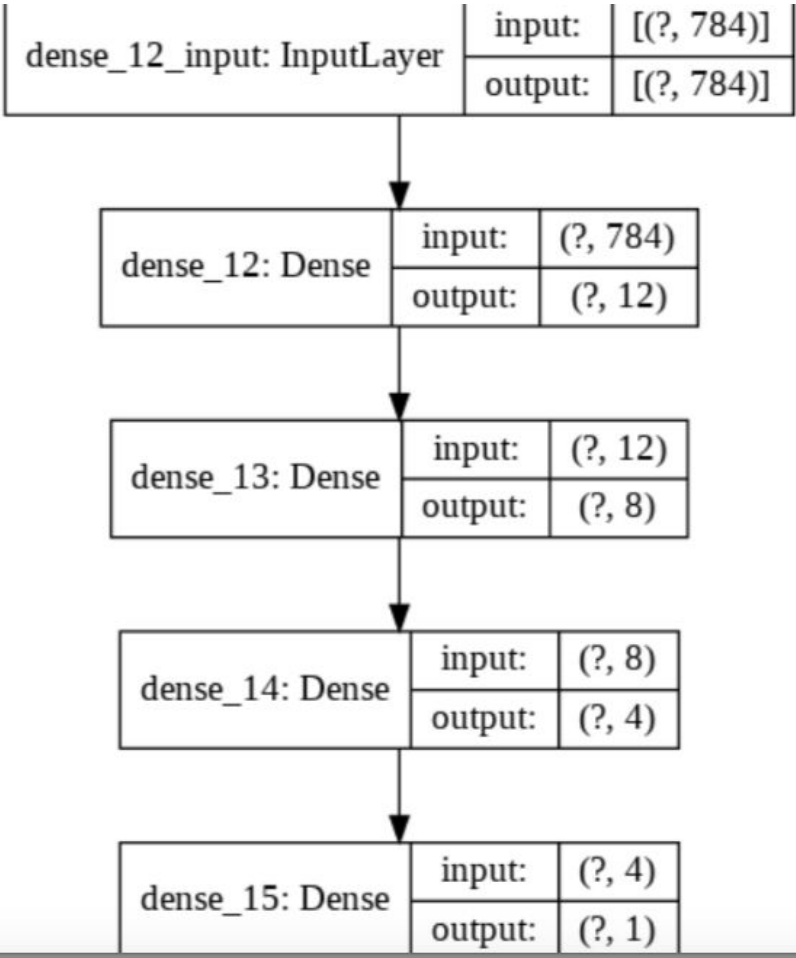 dense_12_input: InputLayer
input: [(?, 784)]
output: [(?, 784)]
dense_12: Dense
input: (?, 784)
output: (?, 12)
dense_13: Dense
input: (?, 12)
output: (?, 8)
dense_14: Dense
input: (?, 8)
output: (?, 4)
dense_15: Dense
input: (?, 4)
output: (?, 1)